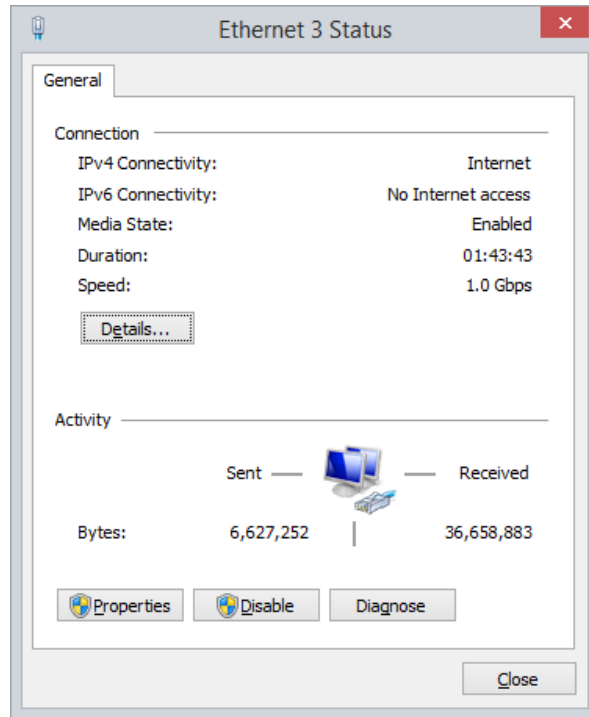 Ethernet 3 Status
General
Connection
IPv4 Connectivity: Internet
IPv6 Connectivity: No Internet access
Media State: Enabled
Duration: 01:43:43
Speed: 1.0 Gbps
Details...
Activity
Sent Received
Bytes: 6,627,252 36,658,883
Properties Disable Diagnose
Close